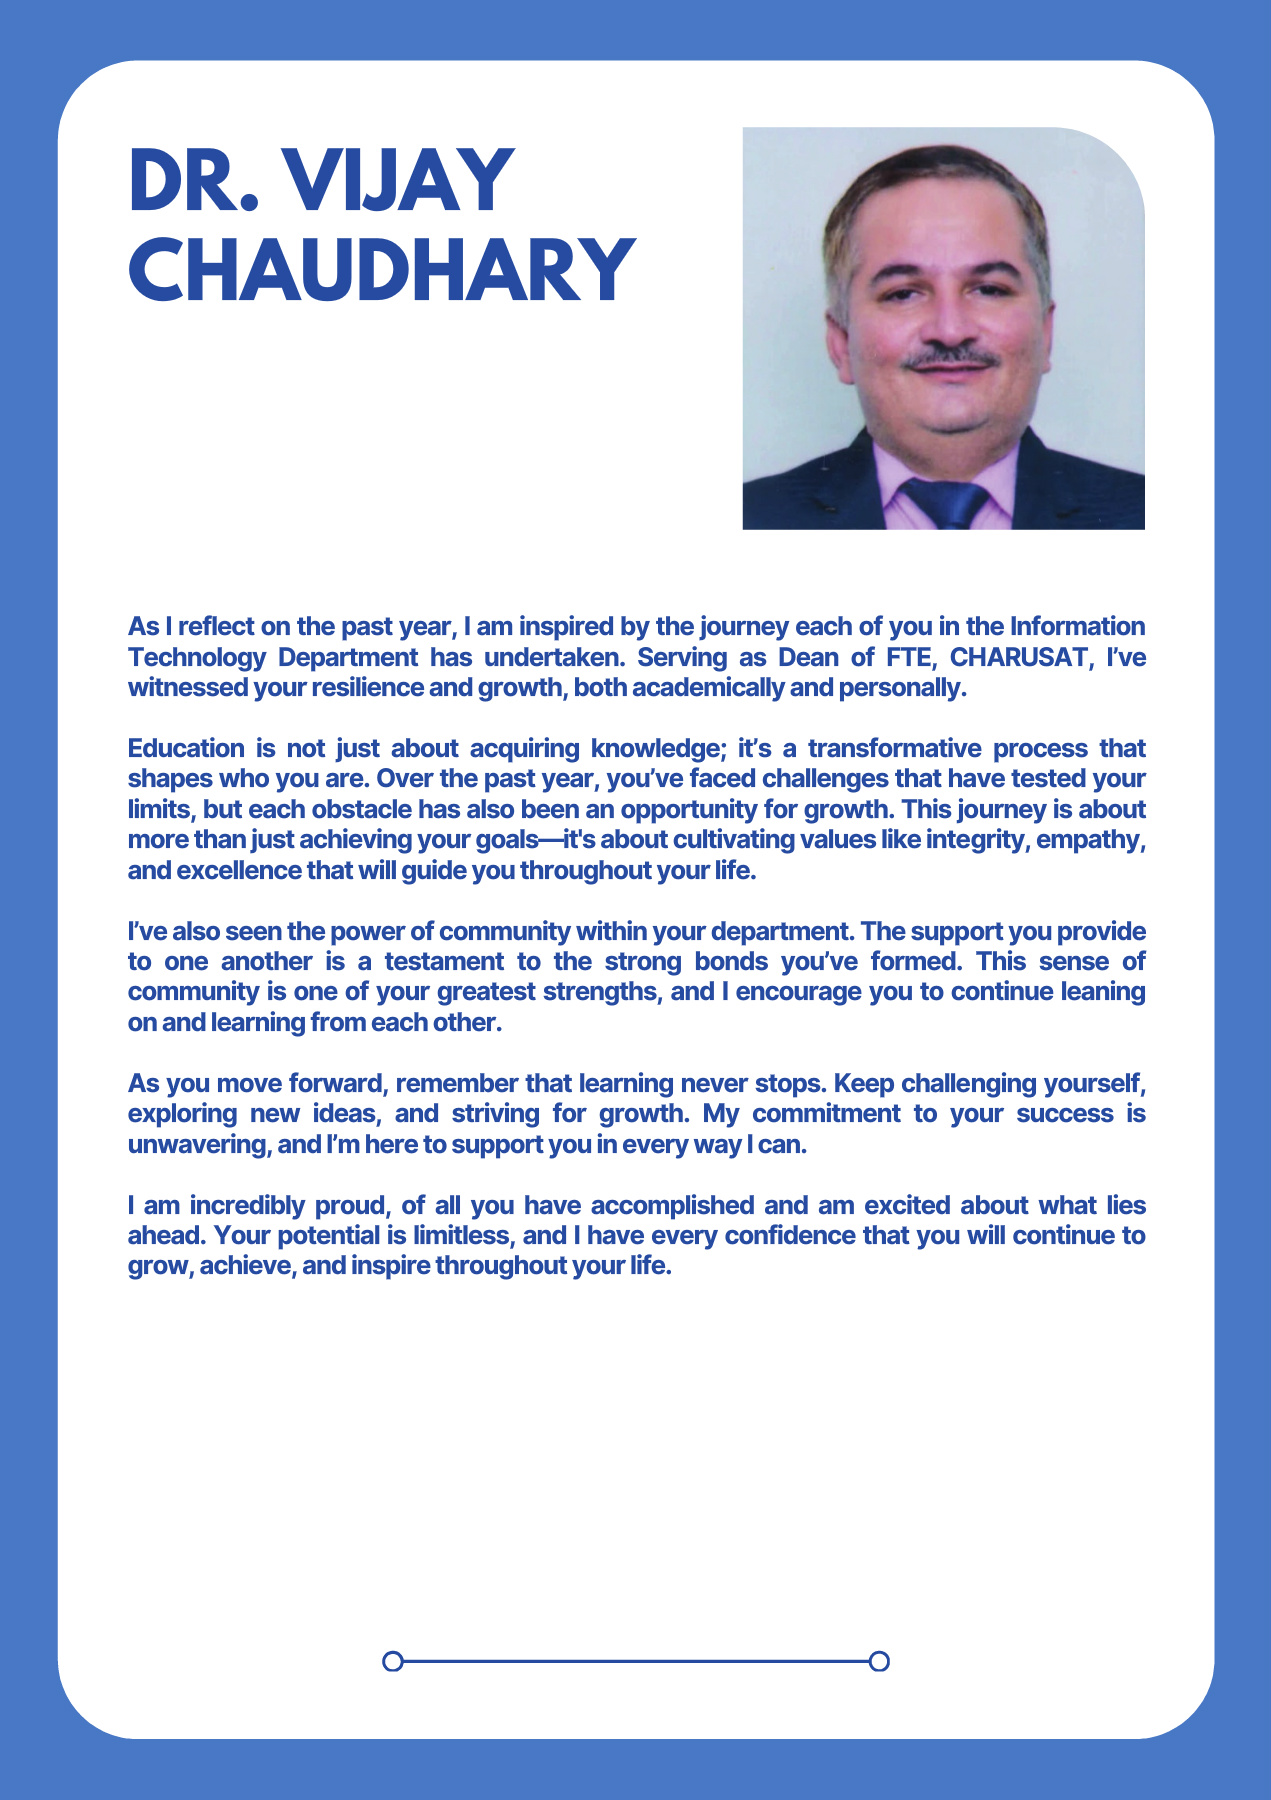 DR. VIJAY
CHAUDHARY
As I reflect on the past year, I am inspired by the journey each of you in the Information
Technology Department has undertaken. Serving as Dean of FTE, CHARUSAT, I’ve
witnessed your resilience and growth, both academically and personally.
Education is not just about acquiring knowledge; it’s a transformative process that
shapes who you are. Over the past year, you’ve faced challenges that have tested your
limits, but each obstacle has also been an opportunity for growth. This journey is about
more than just achieving your goals—it's about cultivating values like integrity, empathy,
and excellence that will guide you throughout your life.
I’ve also seen the power of community within your department. The support you provide
to one another is a testament to the strong bonds you’ve formed. This sense of
community is one of your greatest strengths, and I encourage you to continue leaning
on and learning from each other.
As you move forward, remember that learning never stops. Keep challenging yourself,
exploring new ideas, and striving for growth. My commitment to your success is
unwavering, and I’m here to support you in every way I can.
I am incredibly proud, of all you have accomplished and am excited about what lies
ahead. Your potential is limitless, and I have every confidence that you will continue to
grow, achieve, and inspire throughout your life.